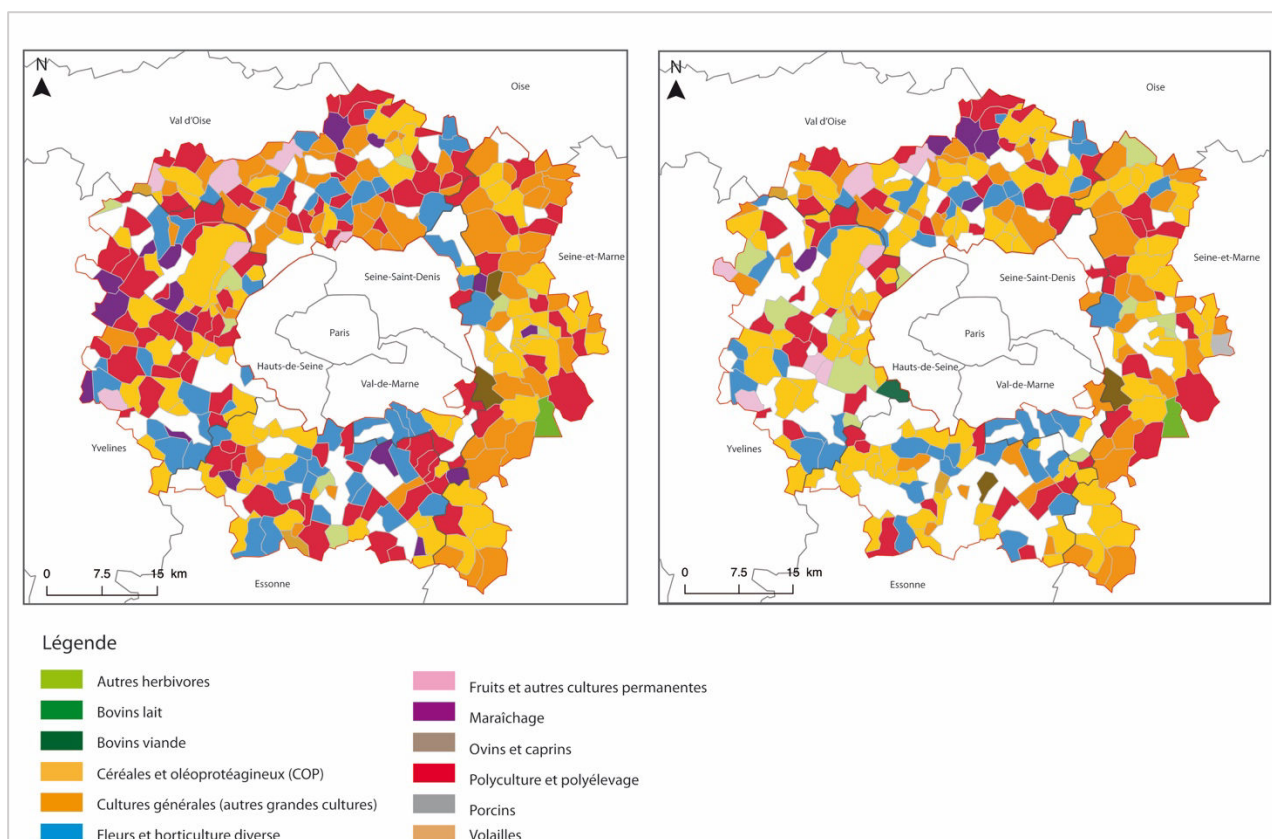 N
Oise
Val d'Oise
Seine-et-Marne
Seine-Saint-Denis
Paris
Hauts-de-Seine
Val-de-Marne
Yvelines
0 7.5 15 km
Essonne
N
Oise
Val d'Oise
Seine-et-Marne
Seine-Saint-Denis
Paris
Hauts-de-Seine
Val-de-Marne
Yvelines
0 7.5 15 km
Essonne
Légende
Autres herbivores
Bovins lait
Bovins viande
Céréales et oléoprotéagineux (COP)
Cultures générales (autres grandes cultures)
Fleurs et horticulture diverse
Fruits et autres cultures permanentes
Maraîchage
Ovins et caprins
Polyculture et polyélevage
Porcins
Volailles